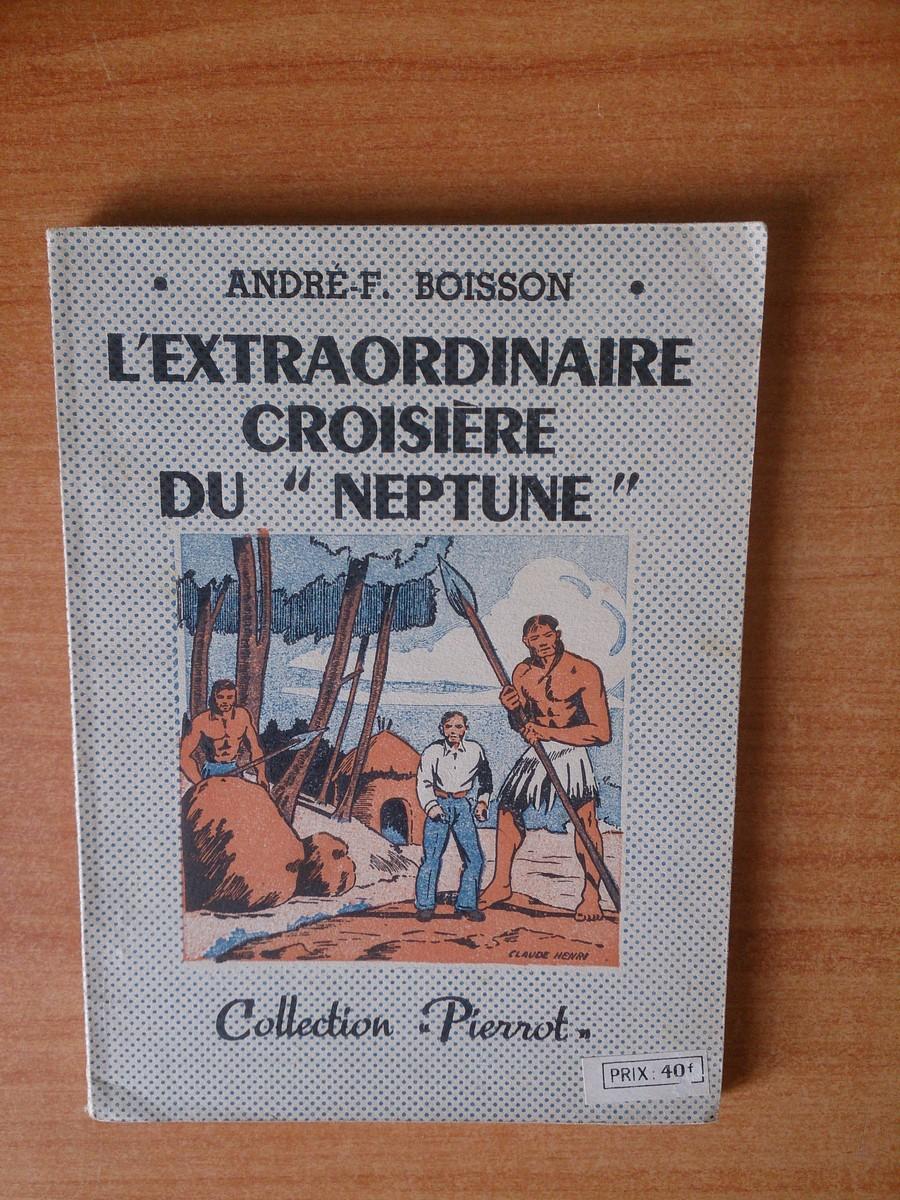 • ANDRÉ-F. BOISSON •
L'EXTRAORDINAIRE
CROISIÈRE
DU " NEPTUNE "
CLAUDE HENRI
Collection " Pierrot "
PRIX : 40f